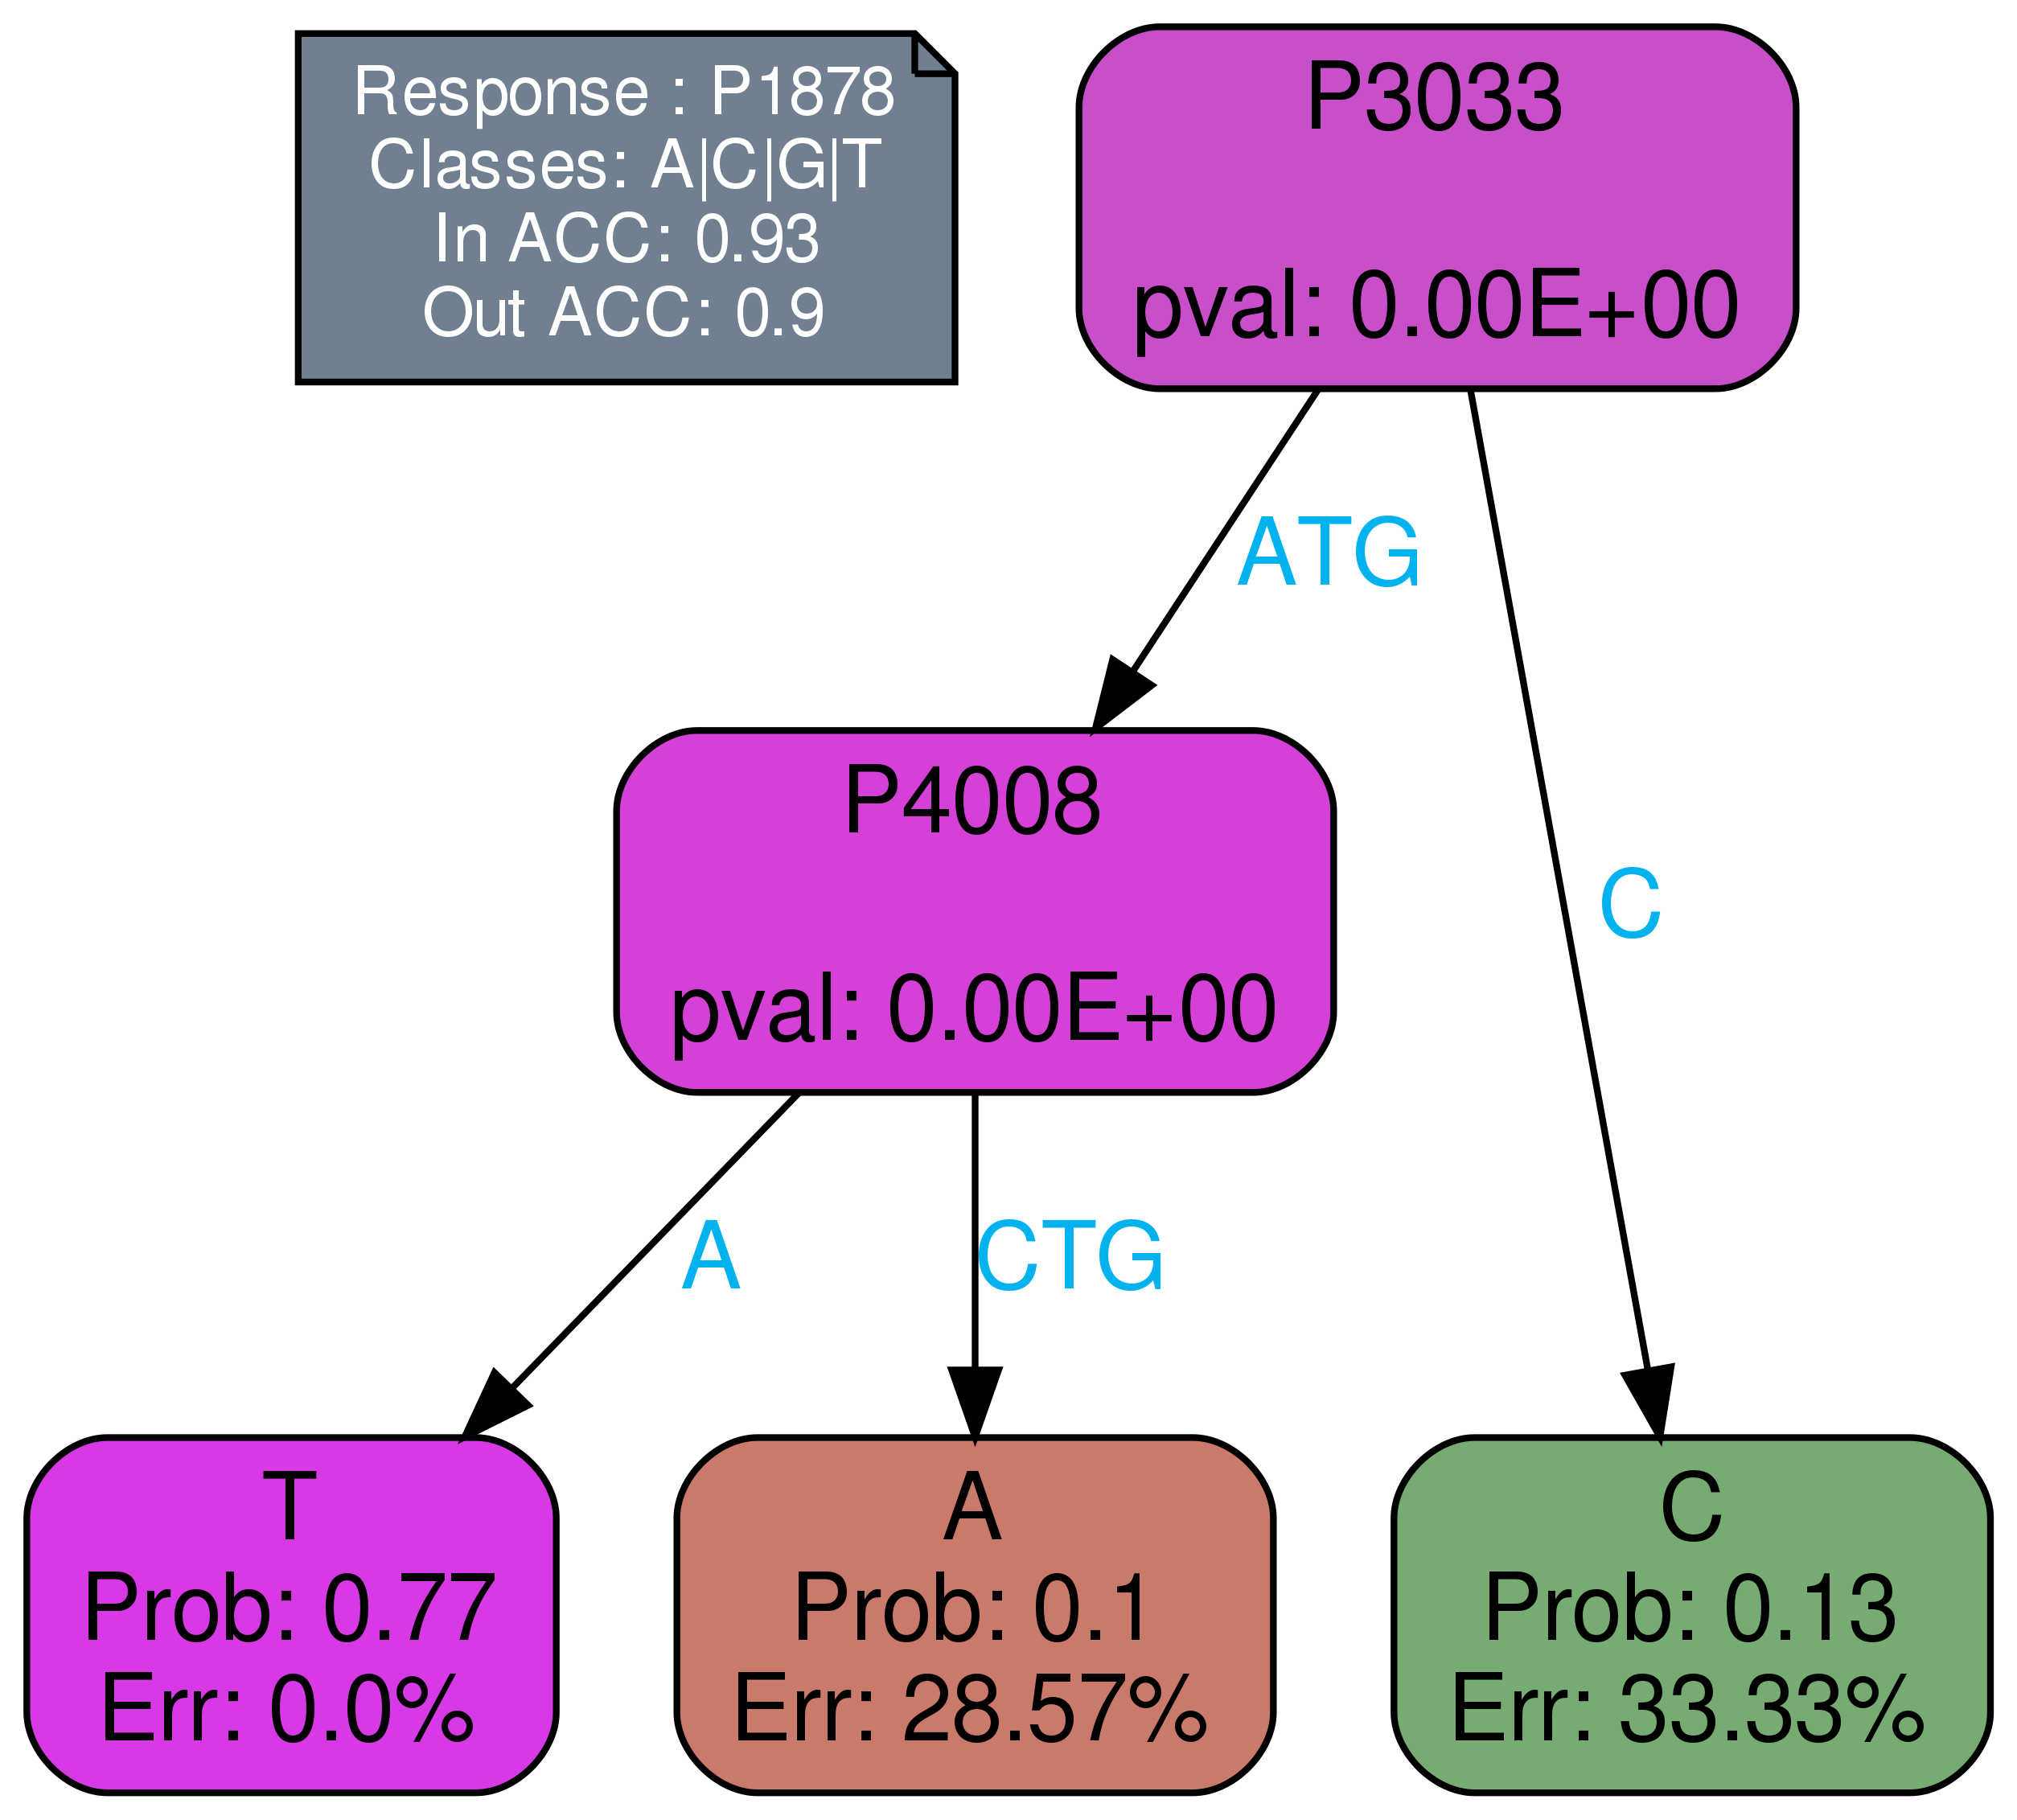 Response : P1878
Classes: A|C|G|T
In ACC: 0.93
Out ACC: 0.9
P3033
pval: 0.00E+00
ATG
P4008
pval: 0.00E+00
C
A
CTG
T
Prob: 0.77
Err: 0.0%
A
Prob: 0.1
Err: 28.57%
C
Prob: 0.13
Err: 33.33%